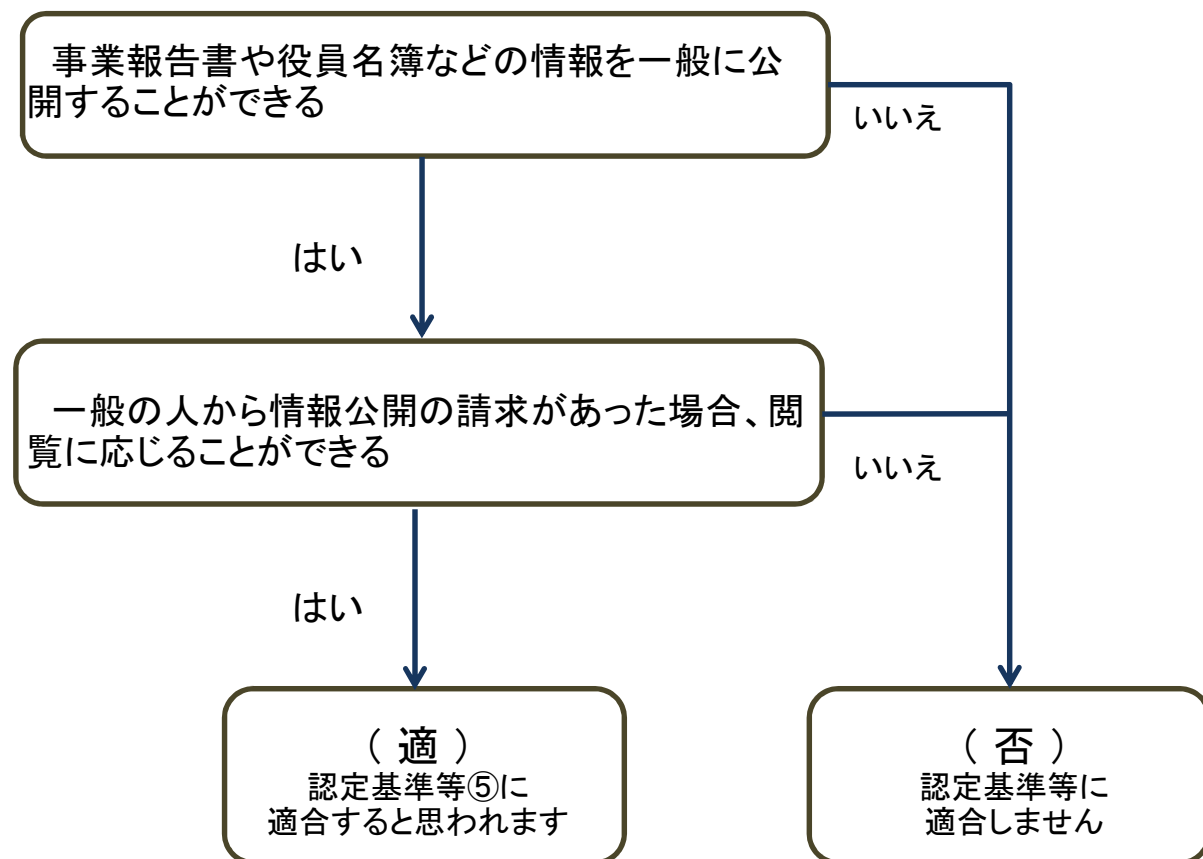 事業報告書や役員名簿などの情報を一般に公
開することができる
いいえ
はい
一般の人から情報公開の請求があった場合、閲
覧に応じることができる
いいえ
はい
（ 適 ）
認定基準等⑤に
適合すると思われます
（ 否 ）
認定基準等に
適合しません